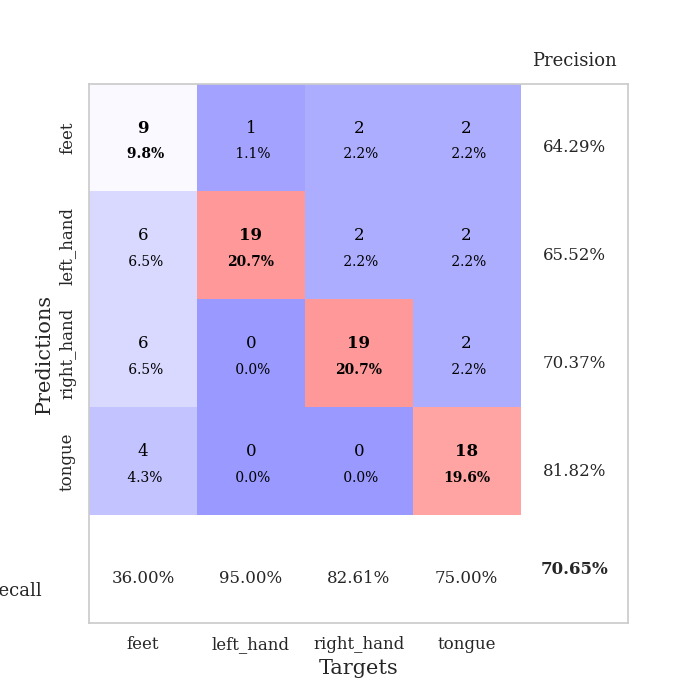 Precision
feet
9 1 2 2
9.8% 1.1% 2.2% 2.2%
64.29%
left_hand
6 19 2 2
6.5% 20.7% 2.2% 2.2%
65.52%
Predictions
right_hand
6 0 19 2
6.5% 0.0% 20.7% 2.2%
70.37%
tongue
4 0 0 18
4.3% 0.0% 0.0% 19.6%
81.82%
ecall
36.00% 95.00% 82.61% 75.00% 70.65%
feet left_hand right_hand tongue
Targets